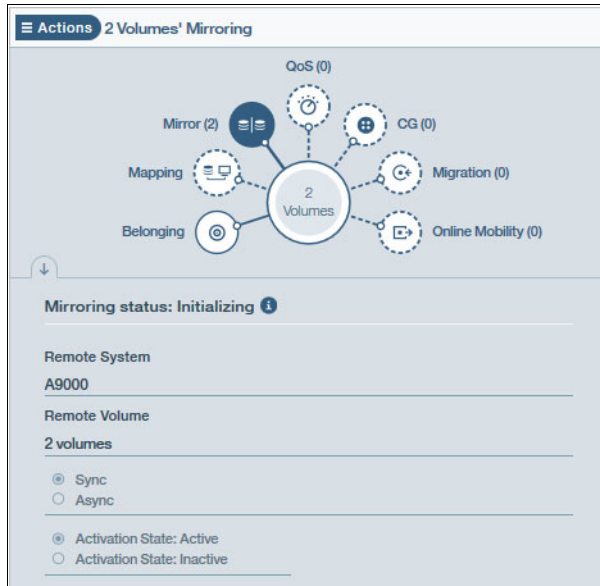 Actions 2 Volumes' Mirroring
QoS (0)
Mirror (2)
CG (0)
Mapping
Migration (0)
2
Volumes
Belonging
Online Mobility (0)
Mirroring status: Initializing
Remote System
A9000
Remote Volume
2 volumes
Sync
Async
Activation State: Active
Activation State: Inactive